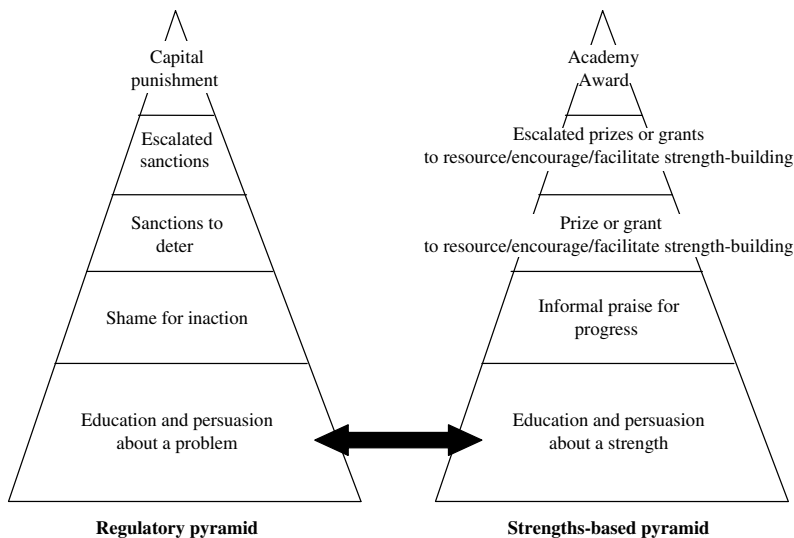 Capital
punishment
Escalated
sanctions
Sanctions to
deter
Shame for inaction
Education and persuasion
about a problem
Regulatory pyramid
Academy
Award
Escalated prizes or grants
to resource/encourage/facilitate strength-building
Prize or grant
to resource/encourage/facilitate strength-building
Informal praise for
progress
Education and persuasion
about a strength
Strengths-based pyramid